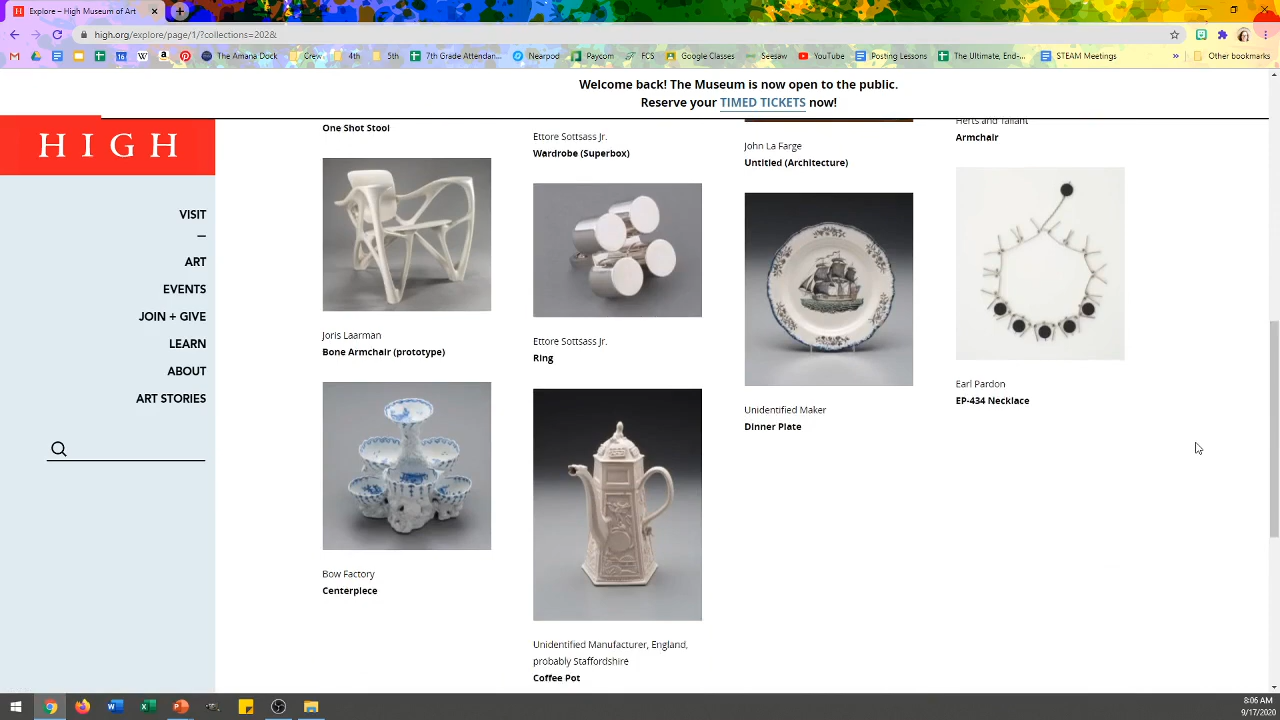 Explore – High Museum of Art
high.org/explore/page/1/?collections=2028
The Amana Dock
Crew
4th
5th
7th Grade Attendan...
Nearpod
Paycom
FCS
Google Classes
Seesaw
YouTube
Posting Lessons?
The Ultimate, End-...
STEAM Meetings
»
Other bookmarks
Welcome back! The Museum is now open to the public.
Reserve your TIMED TICKETS now!
HIGH
VISIT
—
ART
EVENTS
JOIN + GIVE
LEARN
ABOUT
ART STORIES
One Shot Stool
Ettore Sottsass Jr.
Wardrobe (Superbox)
John La Farge
Untitled (Architecture)
Herts and Tallant
Armchair
Joris Laarman
Bone Armchair (prototype)
Ettore Sottsass Jr.
Ring
Unidentified Maker
Dinner Plate
Earl Pardon
EP-434 Necklace
Bow Factory
Centerpiece
Unidentified Manufacturer, England,
probably Staffordshire
Coffee Pot
8:06 AM
9/17/2020